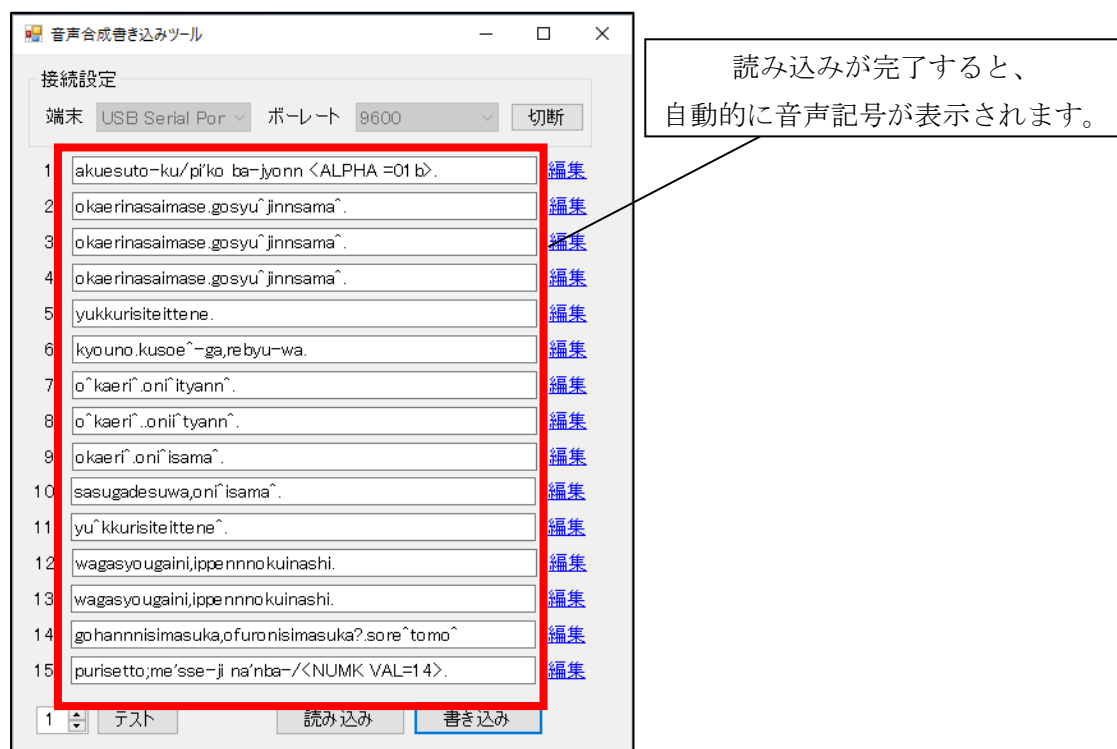 音声合成書き込みツール
接続設定
端末 USB Serial Por ボーレート 9600 切断
1 akuesuto-ku/pi'ko ba-jyonn <ALPHA =01b>. 編集
2 okaerinasaimase.gosyu^jinnsama^. 編集
3 okaerinasaimase.gosyu^jinnsama^. 編集
4 okaerinasaimase.gosyu^jinnsama^. 編集
5 yukkurisiteittene. 編集
6 kyouno.kusoe^-ga,rebyu-wa. 編集
7 o^kaeri^.oni^ityann^. 編集
8 o^kaeri^..onii^tyann^. 編集
9 okaeri^.oni^isama^. 編集
10 sasugadesuwa,oni^isama^. 編集
11 yu^kkurisiteittene^. 編集
12 wagasyougaini,ippennnokuinashi. 編集
13 wagasyougaini,ippennnokuinashi. 編集
14 gohannnisimasuka,ofuronisimasuka?.sore^tomo^ 編集
15 purisetto;me'sse-ji na'nba-/<NUMK VAL=14>. 編集
1 テスト 読み込み 書き込み
読み込みが完了すると、
自動的に音声記号が表示されます。